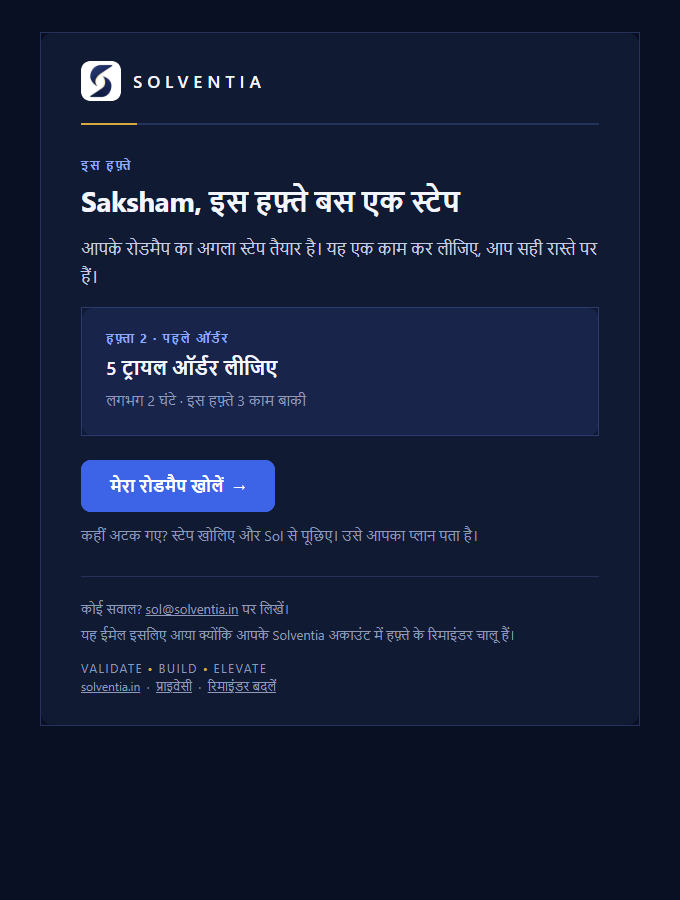 SOLVENTIA
इस हफ़्ते
Saksham, इस हफ़्ते बस एक स्टेप
आपके रोडमैप का अगला स्टेप तैयार है। यह एक काम कर लीजिए, आप सही रास्ते पर
हैं।
हफ़्ता 2 · पहले ऑर्डर
5 ट्रायल ऑर्डर लीजिए
लगभग 2 घंटे · इस हफ़्ते 3 काम बाकी
मेरा रोडमैप खोलें →
कहीं अटक गए? स्टेप खोलिए और Sol से पूछिए। उसे आपका प्लान पता है।
कोई सवाल? sol@solventia.in पर लिखें।
यह ईमेल इसलिए आया क्योंकि आपके Solventia अकाउंट में हफ़्ते के रिमाइंडर चालू हैं।
VALIDATE • BUILD • ELEVATE
solventia.in · प्राइवेसी · रिमाइंडर बदलें